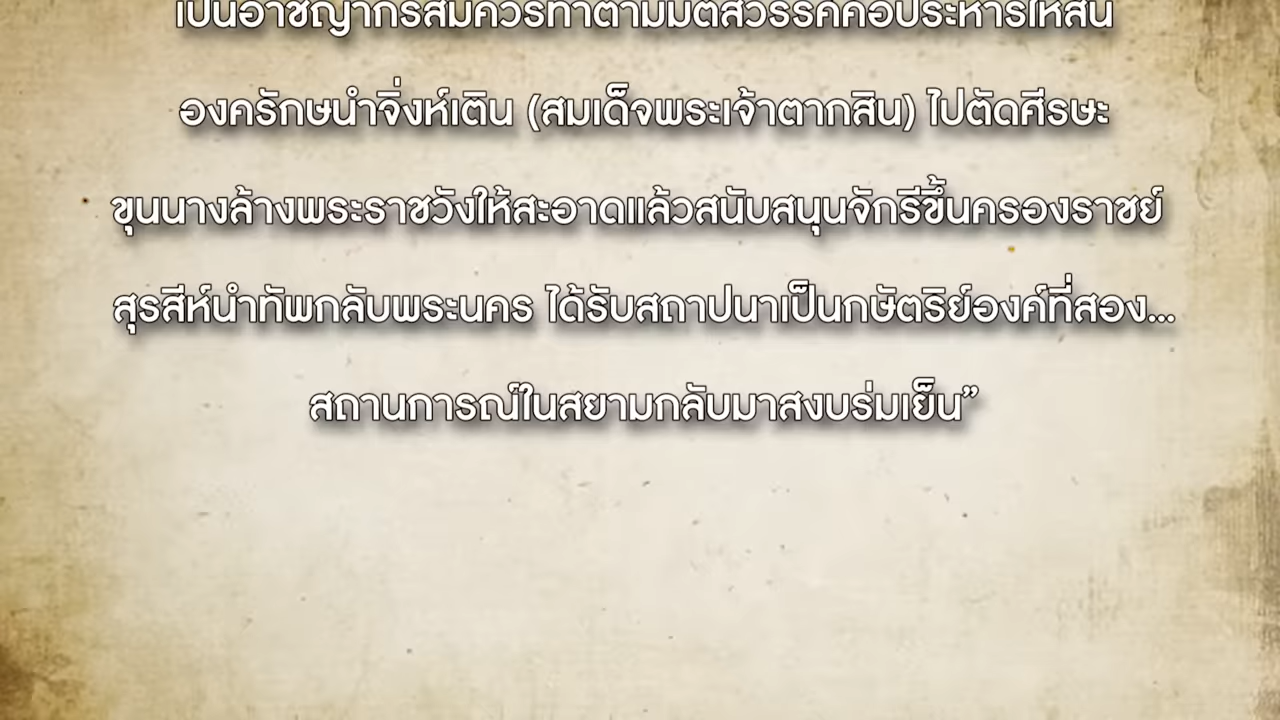 เป็นอาชญากรสมควรทำตามมติสวรรค์คือประหารให้สิ้น
องครักษนำจิ่งห์เติน (สมเด็จพระเจ้าตากสิน) ไปตัดศีรษะ
ขุนนางล้างพระราชวังให้สะอาดแล้วสนับสนุนจักรีขึ้นครองราชย์
สุรสีห์นำทัพกลับพระนคร ได้รับสถาปนาเป็นกษัตริย์องค์ที่สอง...
สถานการณ์ในสยามกลับมาสงบร่มเย็น”